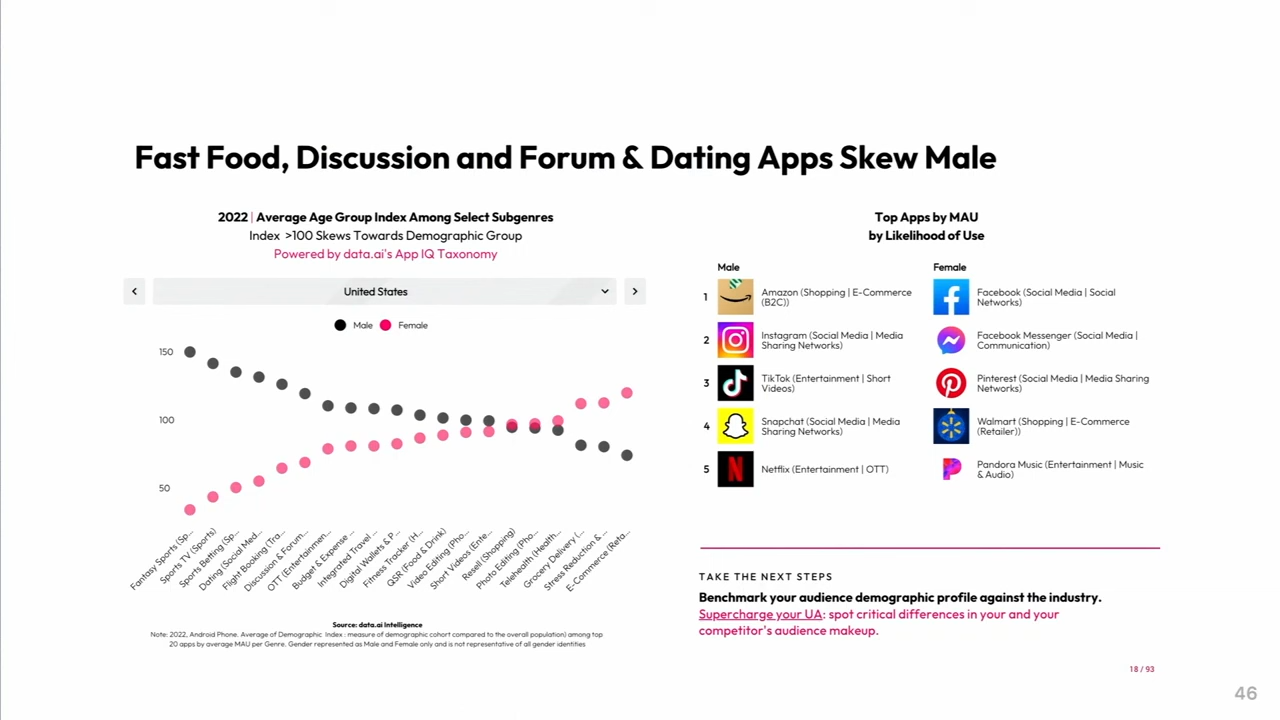 Fast Food, Discussion and Forum & Dating Apps Skew Male
2022 | Average Age Group Index Among Select Subgenres
Index >100 Skews Towards Demographic Group
Powered by data.ai's App IQ Taxonomy
United States
Male
Female
150
100
50
Fantasy Sports (Sp...
Sports TV (Sports)
Sports Betting (Sp...
Dating (Social Med...
Flight Booking (Tra...
Discussion & Forum...
OTT (Entertainmen...
Budget & Expense ...
Integrated Travel ...
Digital Wallets & P...
Fitness Tracker (H...
QSR (Food & Drink)
Video Editing (Pho...
Short Videos (Ente...
Resell (Shopping)
Photo Editing (Pho...
Telehealth (Health...
Grocery Delivery (...
Stress Reduction & ...
E-Commerce (Reta...
Source: data.ai Intelligence
Note: 2022, Android Phone. Average of Demographic Index : measure of demographic cohort compared to the overall population) among top
20 apps by average MAU per Genre. Gender represented as Male and Female only and is not representative of all gender identities
Top Apps by MAU
by Likelihood of Use
Male
1
Amazon (Shopping | E-Commerce
(B2C))
2
Instagram (Social Media | Media
Sharing Networks)
3
TikTok (Entertainment | Short
Videos)
4
Snapchat (Social Media | Media
Sharing Networks)
5
Netflix (Entertainment | OTT)
Female
Facebook (Social Media | Social
Networks)
Facebook Messenger (Social Media |
Communication)
Pinterest (Social Media | Media Sharing
Networks)
Walmart (Shopping | E-Commerce
(Retailer))
Pandora Music (Entertainment | Music
& Audio)
TAKE THE NEXT STEPS
Benchmark your audience demographic profile against the industry.
Supercharge your UA: spot critical differences in your and your
competitor's audience makeup.
18 / 93
46